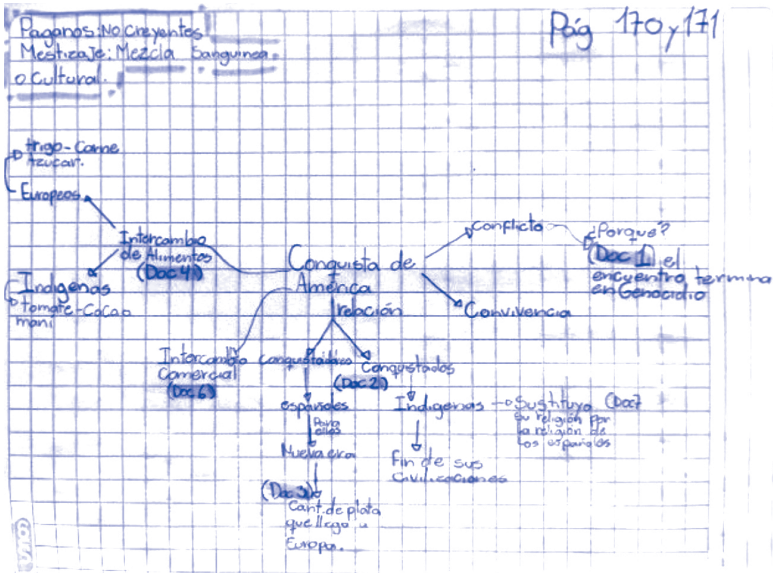 Paganos: No Creyentes
Mestizaje: Mezcla Sanguinea
o Cultural.
Pág 170 y 171
trigo - Carne
Azucar.
Europeos
Intercambio
de Alimentos
(Doc 4)
Indigenas
tomate - Cacao
mani
Conquista de
América
Conflicto
¿Porque?
(Doc 1) el
encuentro termina
en Genocidio
Convivencia
relación
Intercambio
Comercial
(Doc 6)
Conquistadores
Conquistados
(Doc 2)
españoles
Para
ellos
Nueva era
(Doc 3)
Cant. de plata
que llego a
Europa.
Indigenas
Fin de sus
Civilizaciones
Sustituyo (Doc 7
su religión por
la religión de
los españoles